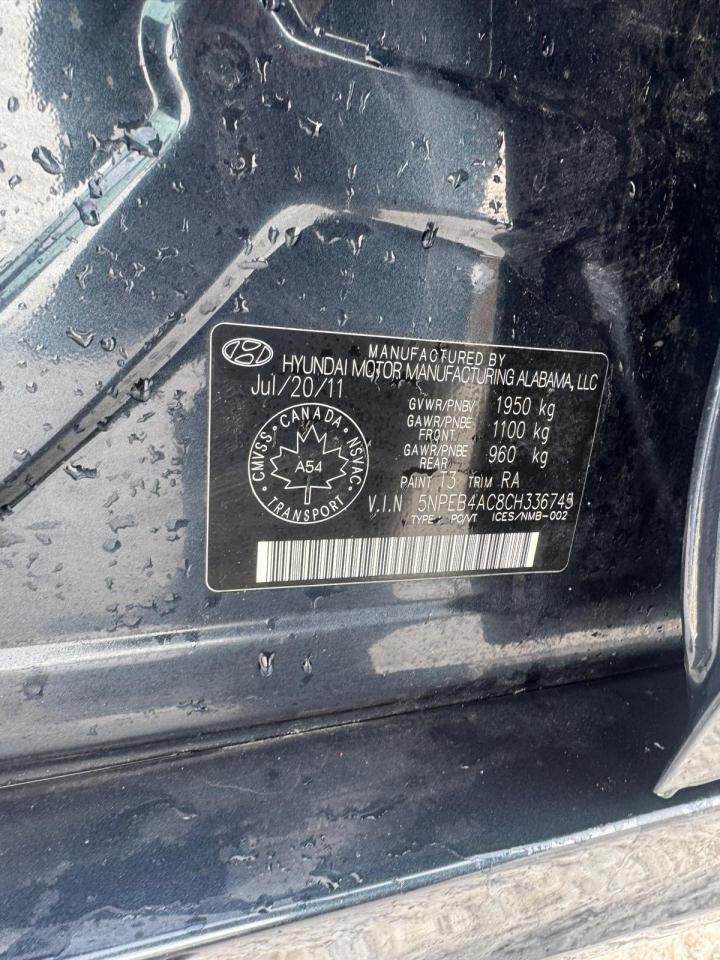 MANUFACTURED BY
HYUNDAI MOTOR MANUFACTURING ALABAMA, LLC
Jul/20/11
GVWR/PNBV 1950 kg
GAWR/PNBE FRONT 1100 kg
GAWR/PNBE REAR 960 kg
PAINT T3 TRIM RA
V.I.N 5NPEB4AC8CH336745
TYPE - PC/VT ICES/NMB-002
CMVSS • CANADA • NSVAC •
A54
TRANSPORT